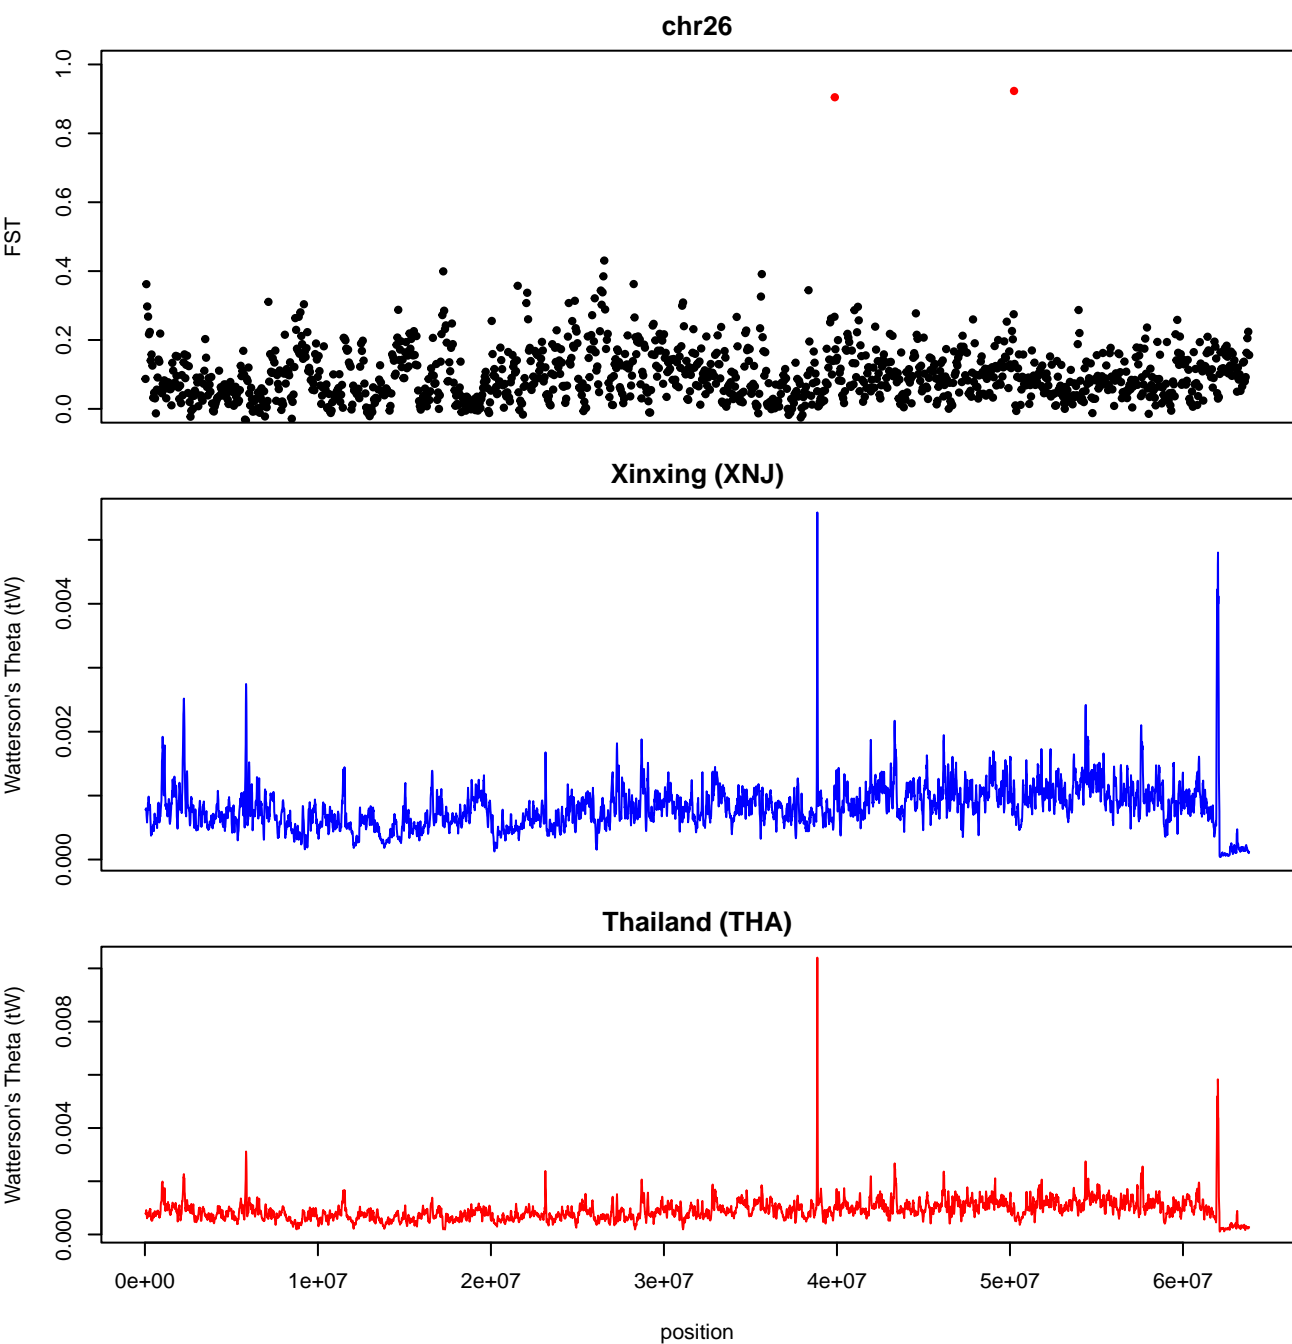 chr26
FST
1.0
0.8
0.6
0.4
0.2
0.0
Xinxing (XNJ)
Watterson's Theta (tW)
0.004
0.002
0.000
Thailand (THA)
Watterson's Theta (tW)
0.008
0.004
0.000
0e+00 1e+07 2e+07 3e+07 4e+07 5e+07 6e+07
position